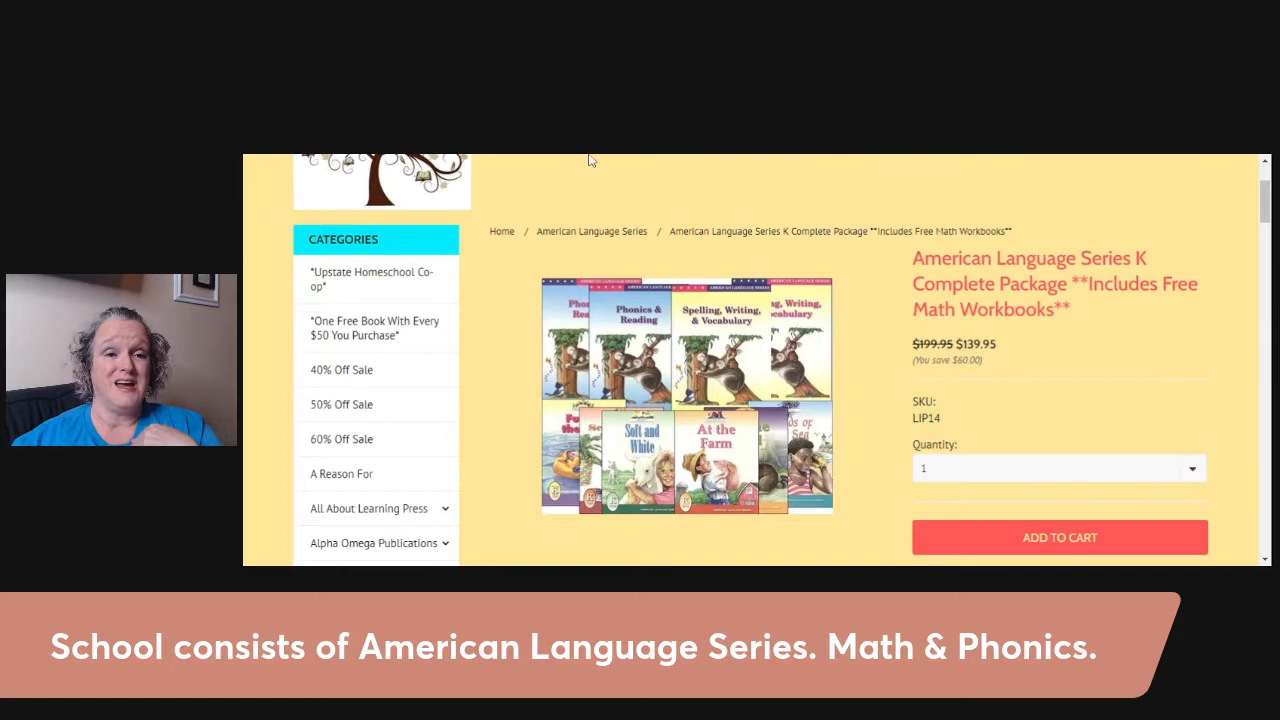 Home / American Language Series / American Language Series K Complete Package **Includes Free Math Workbooks**
CATEGORIES
*Upstate Homeschool Co-
op*
*One Free Book With Every
$50 You Purchase*
40% Off Sale
50% Off Sale
60% Off Sale
A Reason For
All About Learning Press
Alpha Omega Publications
Phonics &
Reading
Spelling, Writing,
& Vocabulary
Soft and
White
At the
Farm
American Language Series K
Complete Package **Includes Free
Math Workbooks**
$199.95 $139.95
(You save $60.00)
SKU:
LIP14
Quantity:
1
ADD TO CART
School consists of American Language Series. Math & Phonics.